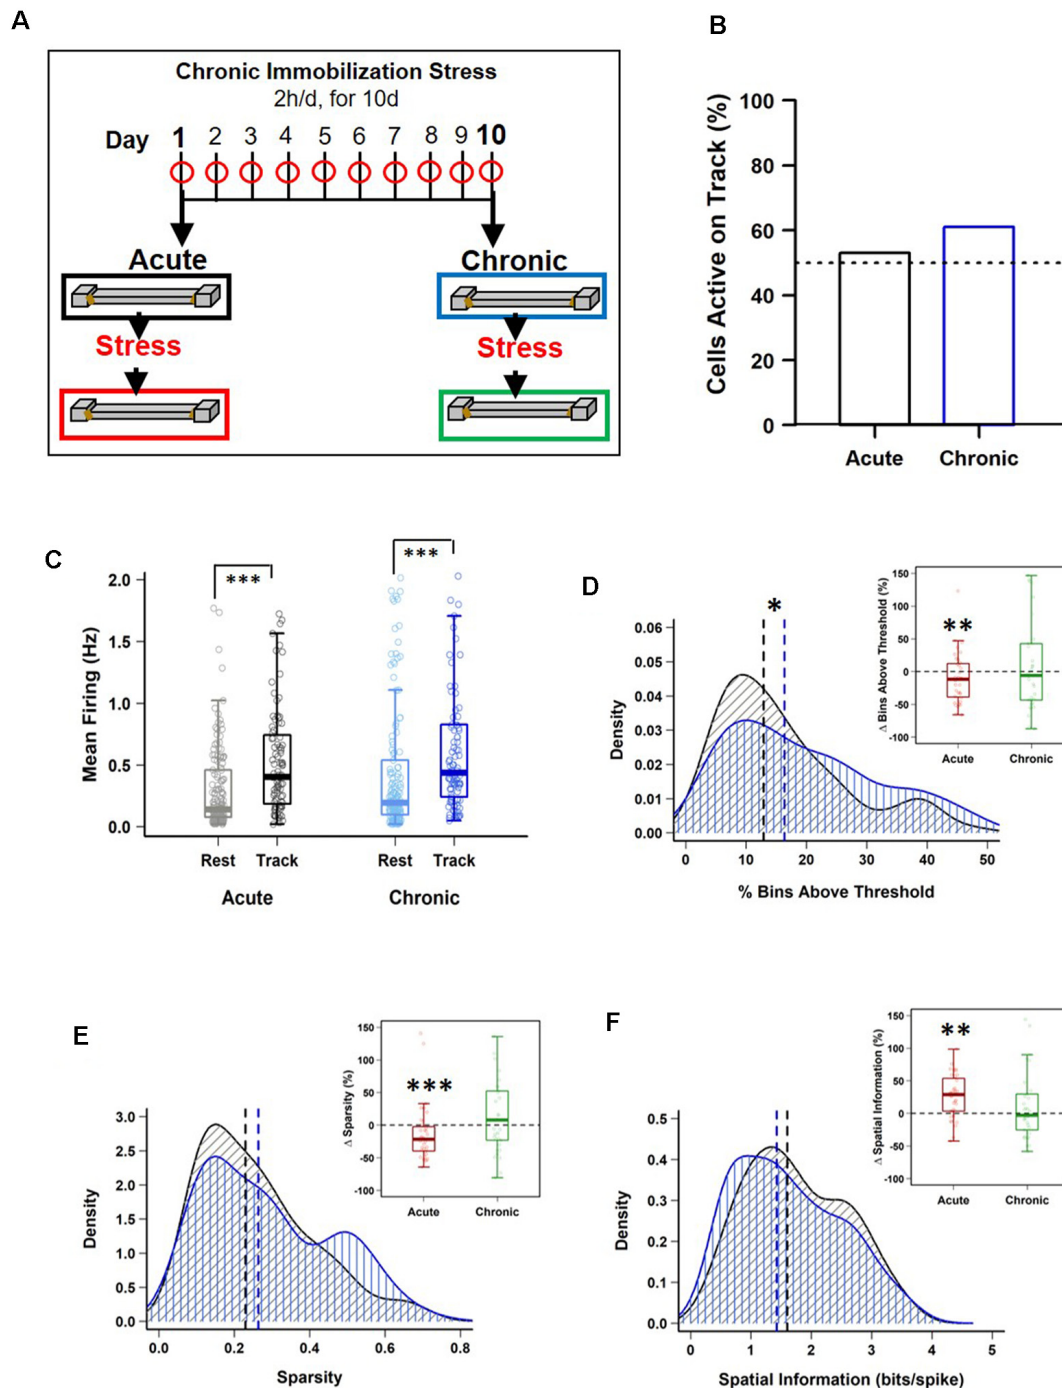 A
Chronic Immobilization Stress
2h/d, for 10d
Day 1 2 3 4 5 6 7 8 9 10
Acute
Chronic
Stress
Stress
B
Cells Active on Track (%)
100
80
60
40
20
0
Acute
Chronic
C
Mean Firing (Hz)
2.0
1.5
1.0
0.5
0.0
***
***
Rest
Track
Rest
Track
Acute
Chronic
D
Density
0.06
0.05
0.04
0.03
0.02
0.01
0.00
*
0 10 20 30 40 50
% Bins Above Threshold
Δ Bins Above Threshold (%)
150
100
50
0
-50
-100
**
Acute
Chronic
E
Density
3.0
2.5
2.0
1.5
1.0
0.5
0.0
0.0 0.2 0.4 0.6 0.8
Sparsity
Δ Sparsity (%)
150
100
50
0
-50
-100
***
Acute
Chronic
F
Density
0.5
0.4
0.3
0.2
0.1
0.0
0 1 2 3 4 5
Spatial Information (bits/spike)
Δ Spatial Information (%)
150
100
50
0
-50
-100
**
Acute
Chronic